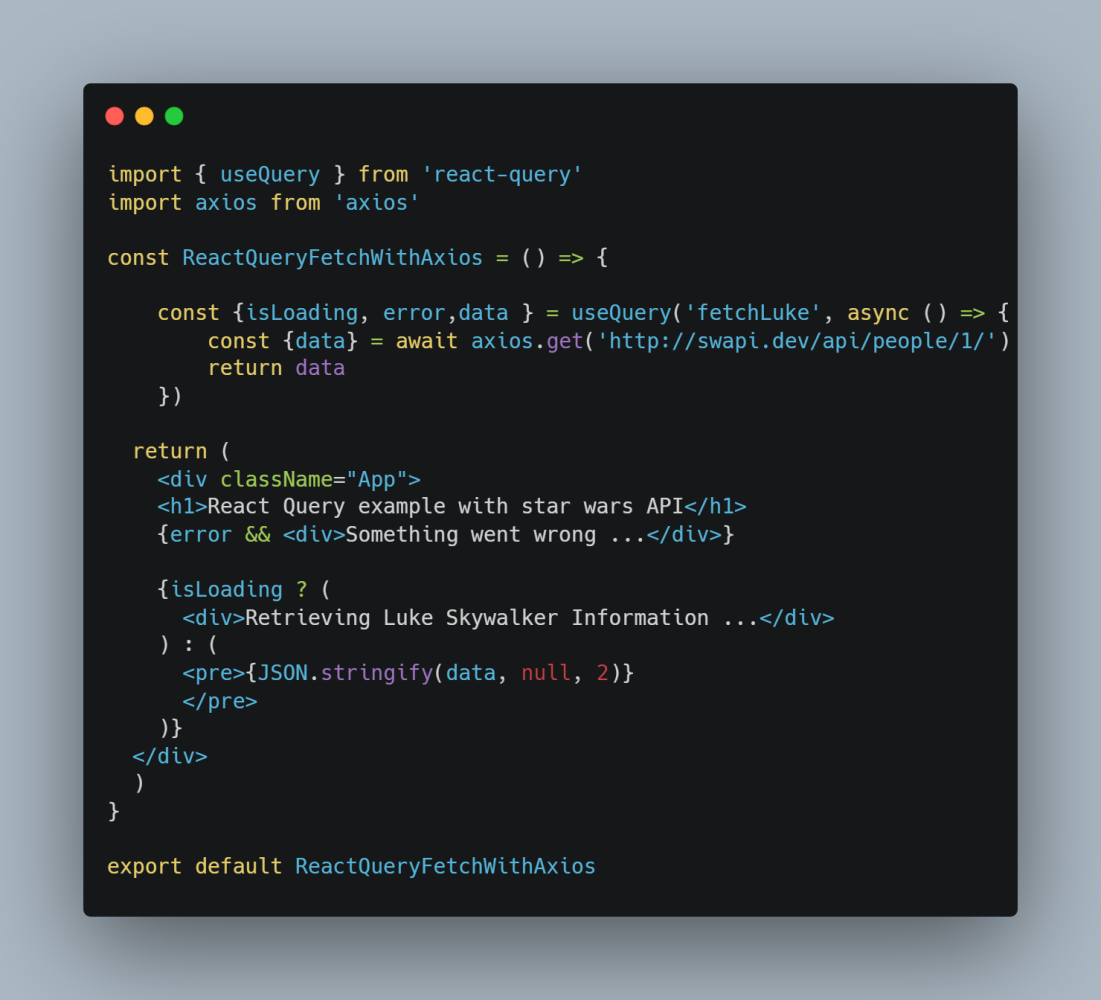 import { useQuery } from 'react-query'
import axios from 'axios'

const ReactQueryFetchWithAxios = () => {

    const {isLoading, error,data } = useQuery('fetchLuke', async () => {
        const {data} = await axios.get('http://swapi.dev/api/people/1/')
        return data
    })

  return (
    <div className="App">
    <h1>React Query example with star wars API</h1>
    {error && <div>Something went wrong ...</div>}

    {isLoading ? (
      <div>Retrieving Luke Skywalker Information ...</div>
    ) : (
      <pre>{JSON.stringify(data, null, 2)}
      </pre>
    )}
  </div>
  )
}

export default ReactQueryFetchWithAxios